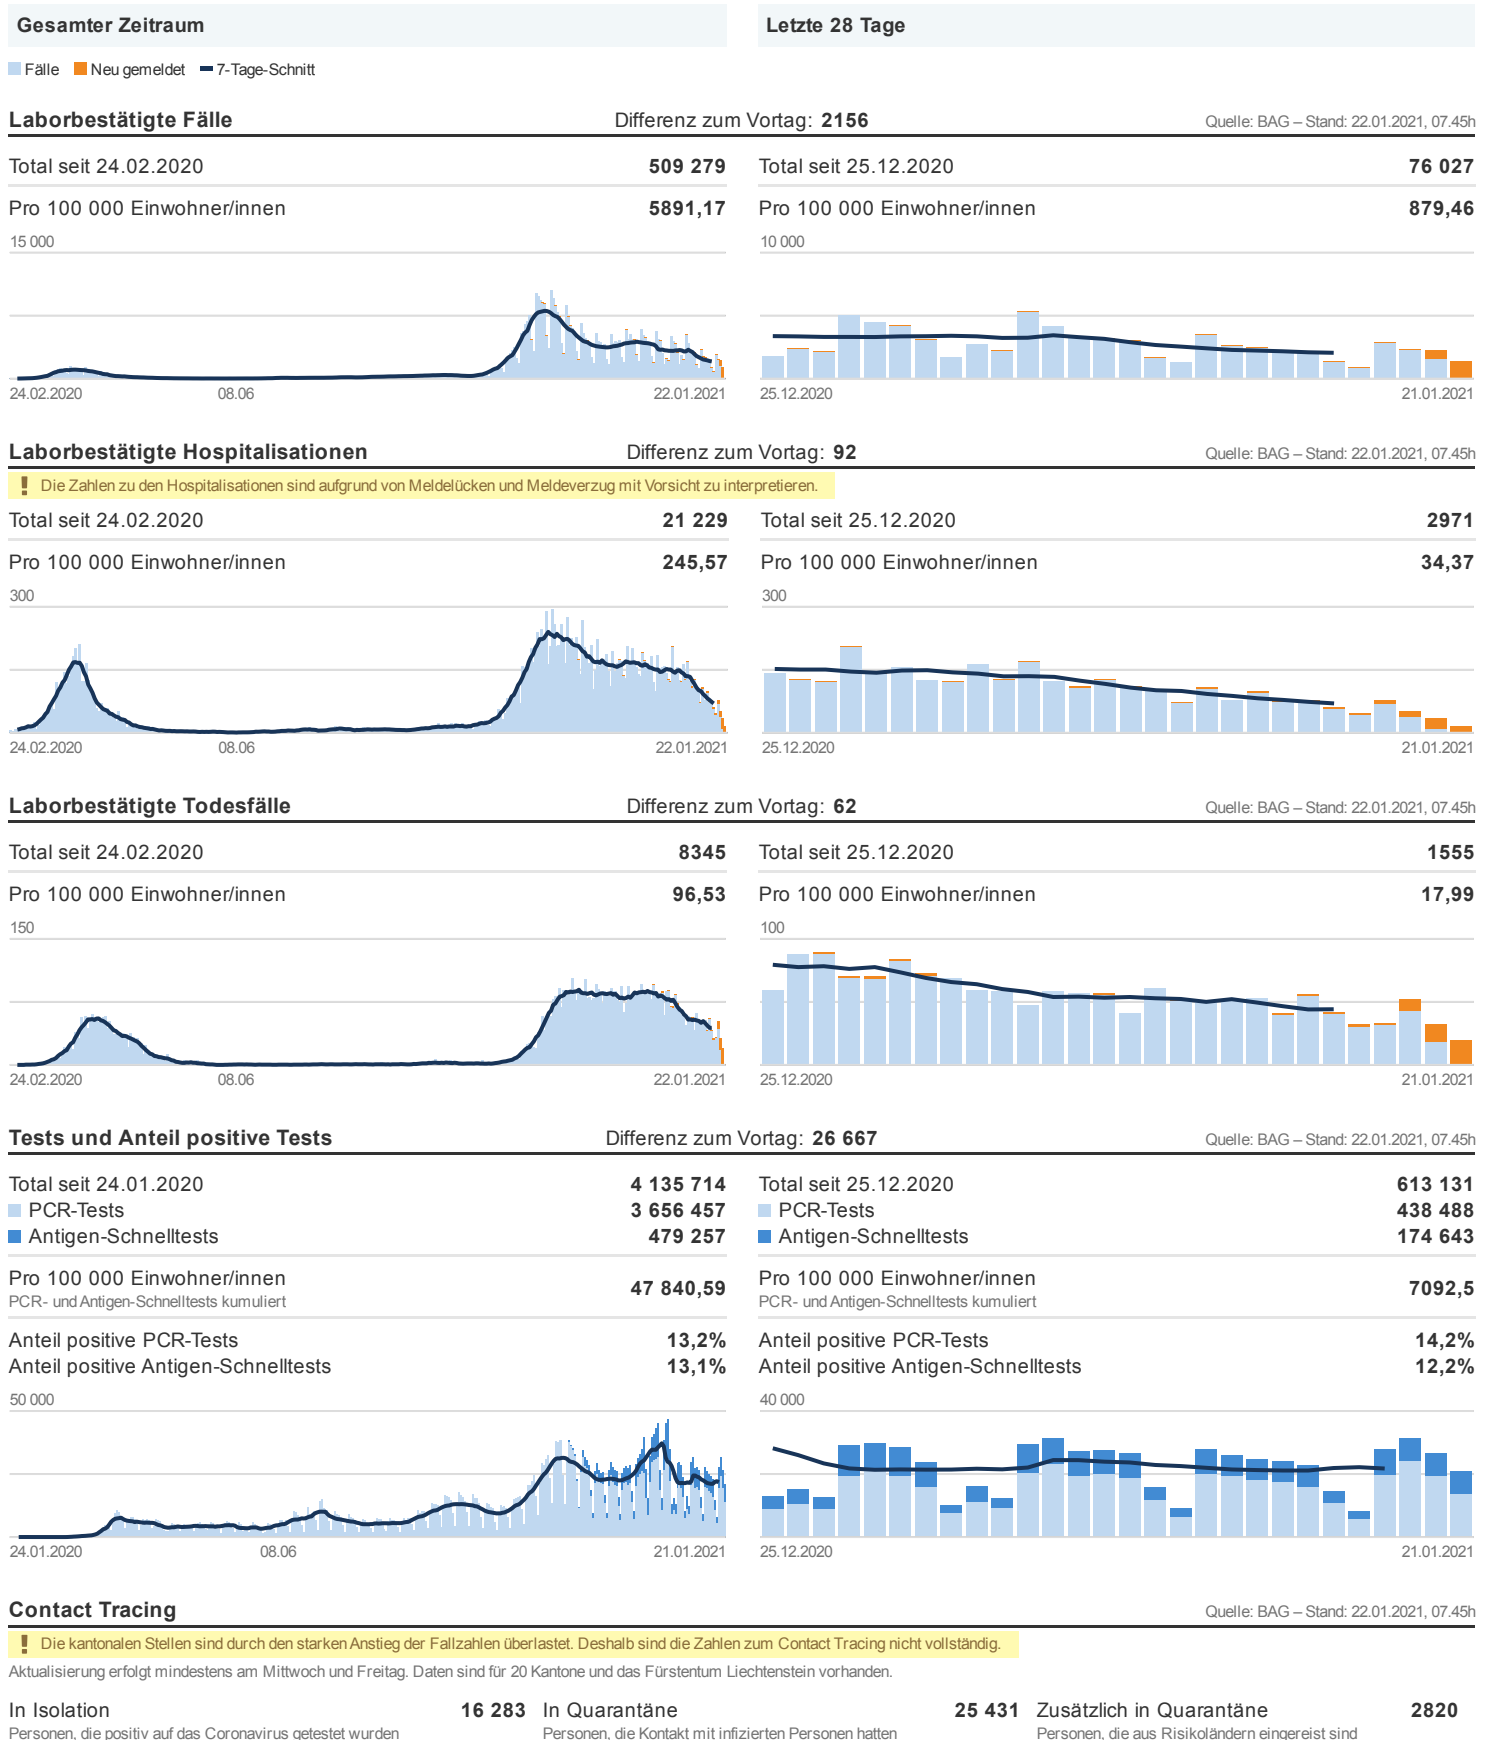 Gesamter Zeitraum
Letzte 28 Tage
Fälle Neu gemeldet 7-Tage-Schnitt
Laborbestätigte Fälle Differenz zum Vortag: 2156 Quelle: BAG – Stand: 22.01.2021, 07.45h
Total seit 24.02.2020 509 279 Total seit 25.12.2020 76 027
Pro 100 000 Einwohner/innen 5891,17 Pro 100 000 Einwohner/innen 879,46
15 000 10 000
24.02.2020 08.06 22.01.2021 25.12.2020 21.01.2021
Laborbestätigte Hospitalisationen Differenz zum Vortag: 92 Quelle: BAG – Stand: 22.01.2021, 07.45h
! Die Zahlen zu den Hospitalisationen sind aufgrund von Meldelücken und Meldeverzug mit Vorsicht zu interpretieren.
Total seit 24.02.2020 21 229 Total seit 25.12.2020 2971
Pro 100 000 Einwohner/innen 245,57 Pro 100 000 Einwohner/innen 34,37
300 300
24.02.2020 08.06 22.01.2021 25.12.2020 21.01.2021
Laborbestätigte Todesfälle Differenz zum Vortag: 62 Quelle: BAG – Stand: 22.01.2021, 07.45h
Total seit 24.02.2020 8345 Total seit 25.12.2020 1555
Pro 100 000 Einwohner/innen 96,53 Pro 100 000 Einwohner/innen 17,99
150 100
24.02.2020 08.06 22.01.2021 25.12.2020 21.01.2021
Tests und Anteil positive Tests Differenz zum Vortag: 26 667 Quelle: BAG – Stand: 22.01.2021, 07.45h
Total seit 24.01.2020 4 135 714 Total seit 25.12.2020 613 131
PCR-Tests 3 656 457 PCR-Tests 438 488
Antigen-Schnelltests 479 257 Antigen-Schnelltests 174 643
Pro 100 000 Einwohner/innen 47 840,59 Pro 100 000 Einwohner/innen 7092,5
PCR- und Antigen-Schnelltests kumuliert PCR- und Antigen-Schnelltests kumuliert
Anteil positive PCR-Tests 13,2% Anteil positive PCR-Tests 14,2%
Anteil positive Antigen-Schnelltests 13,1% Anteil positive Antigen-Schnelltests 12,2%
50 000 40 000
24.01.2020 08.06 21.01.2021 25.12.2020 21.01.2021
Contact Tracing Quelle: BAG – Stand: 22.01.2021, 07.45h
! Die kantonalen Stellen sind durch den starken Anstieg der Fallzahlen überlastet. Deshalb sind die Zahlen zum Contact Tracing nicht vollständig.
Aktualisierung erfolgt mindestens am Mittwoch und Freitag. Daten sind für 20 Kantone und das Fürstentum Liechtenstein vorhanden.
In Isolation 16 283 In Quarantäne 25 431 Zusätzlich in Quarantäne 2820
Personen, die positiv auf das Coronavirus getestet wurden Personen, die Kontakt mit infizierten Personen hatten Personen, die aus Risikoländern eingereist sind